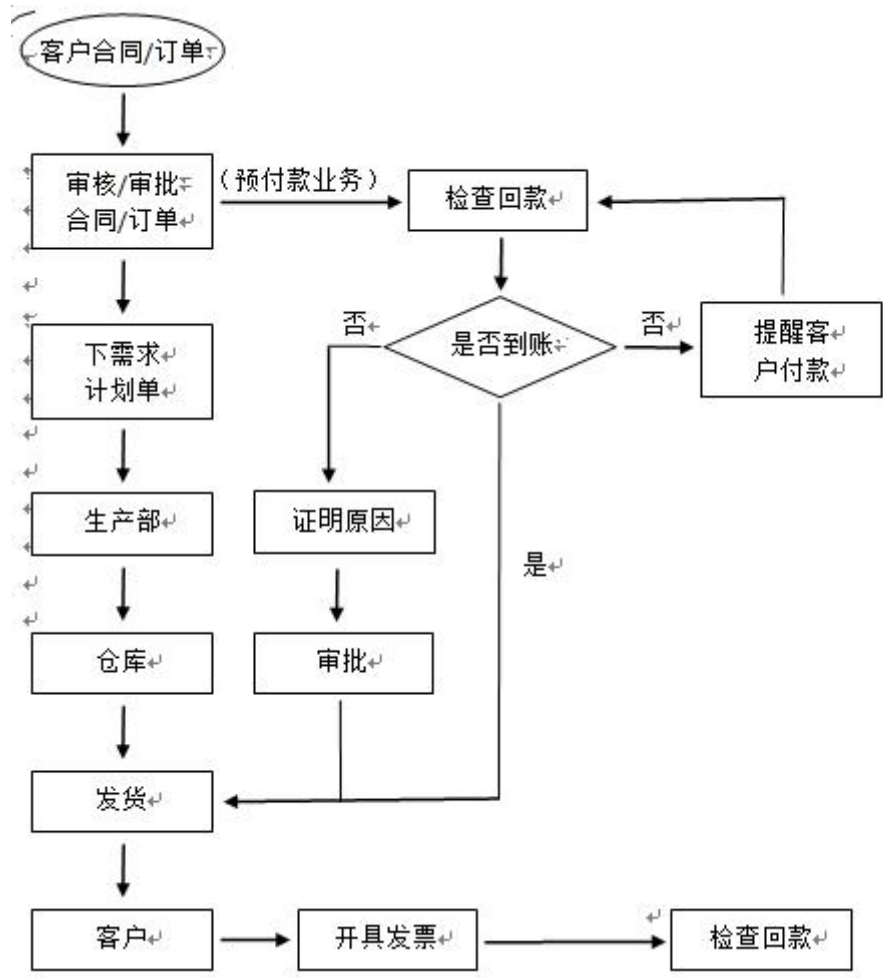 客户合同/订单
审核/审批
合同/订单
（预付款业务）
检查回款
下需求
计划单
否
是否到账
否
提醒客
户付款
生产部
证明原因
是
仓库
审批
发货
客户
开具发票
检查回款